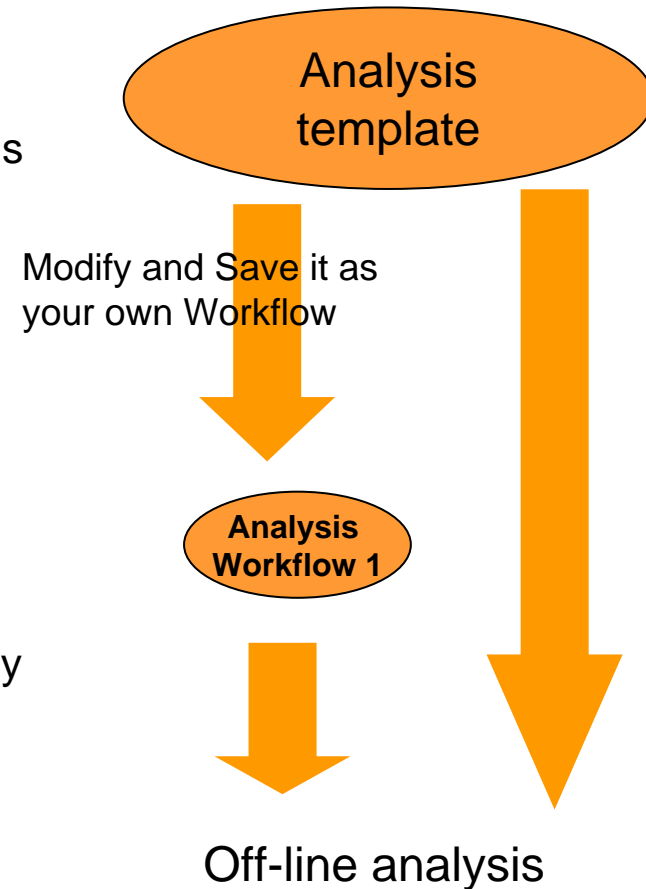 Analysis
template
s
Modify and Save it as
your own Workflow
Analysis
Workflow 1
y
Off-line analysis